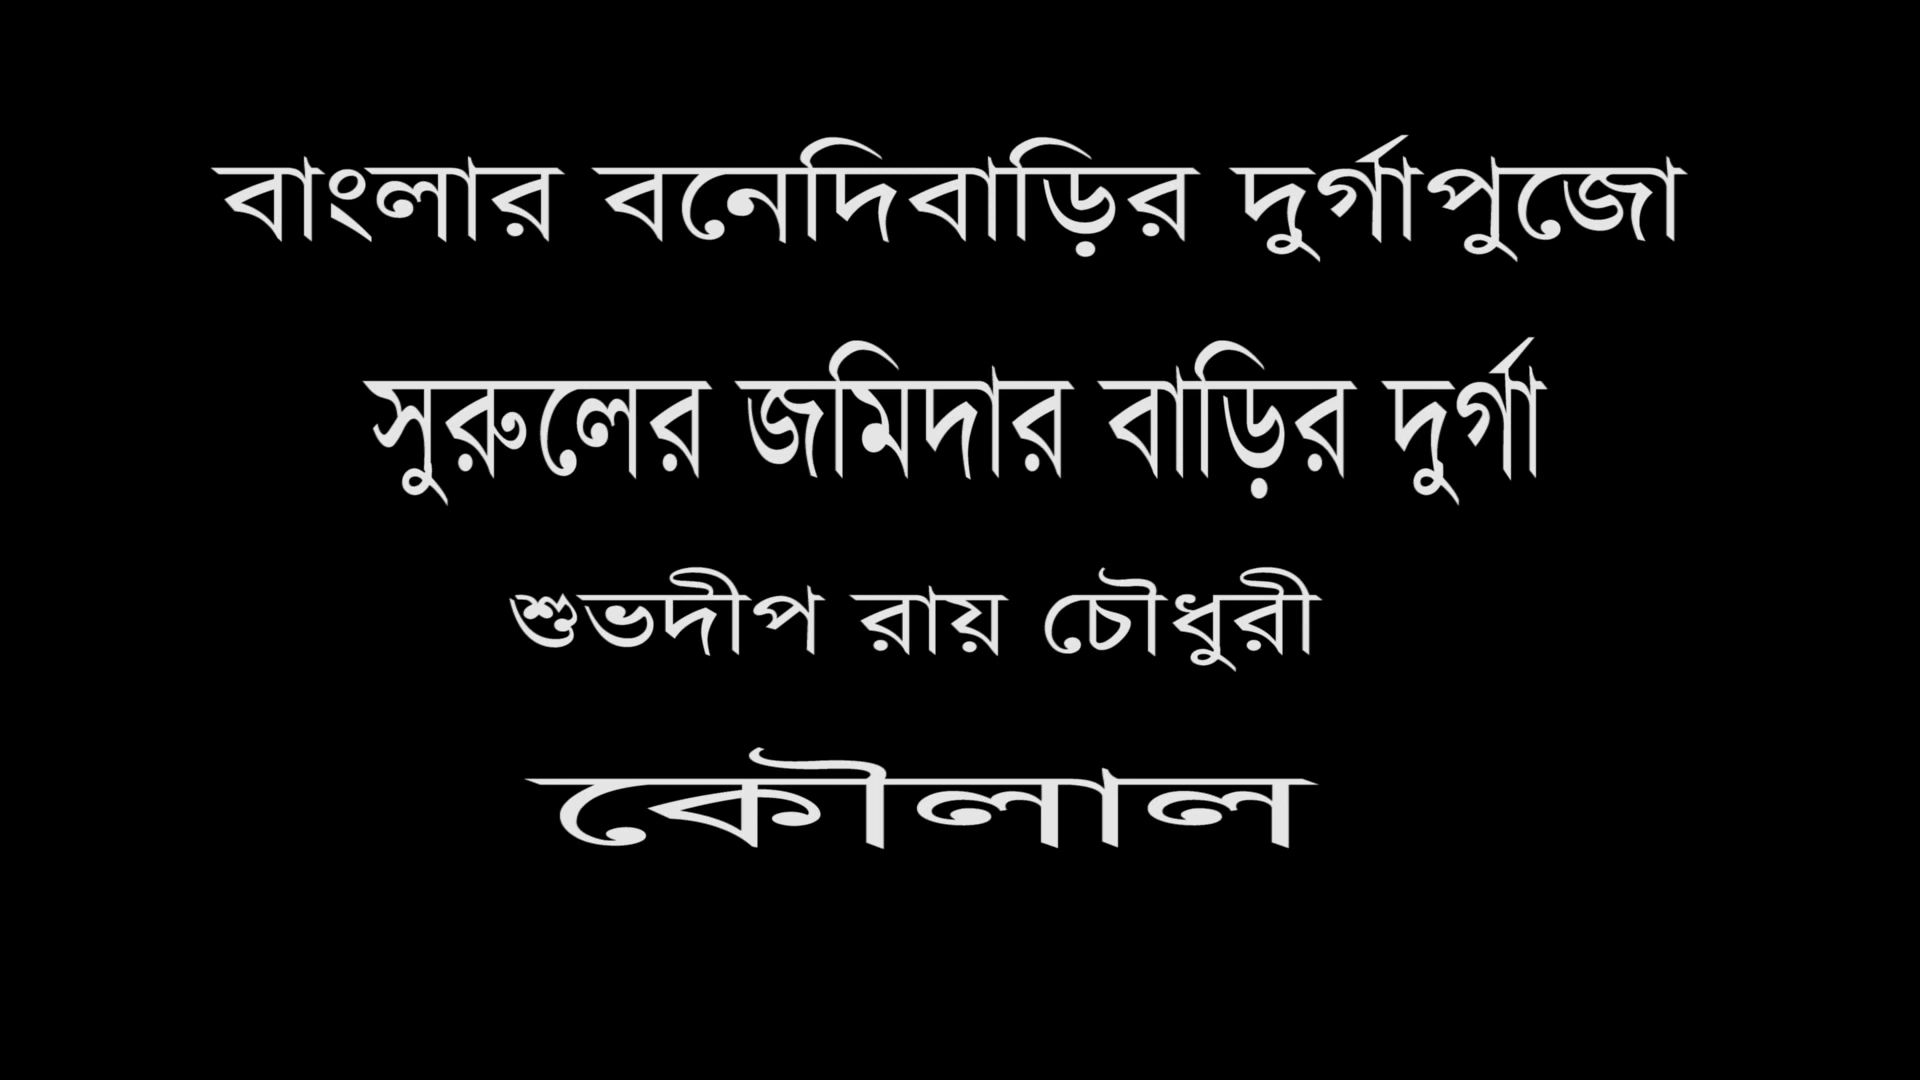 বাংলার বনেদিবাড়ির দুর্গাপুজো
সুরুলের জমিদার বাড়ির দুর্গা
শুভদীপ রায় চৌধুরী
কৌলাল